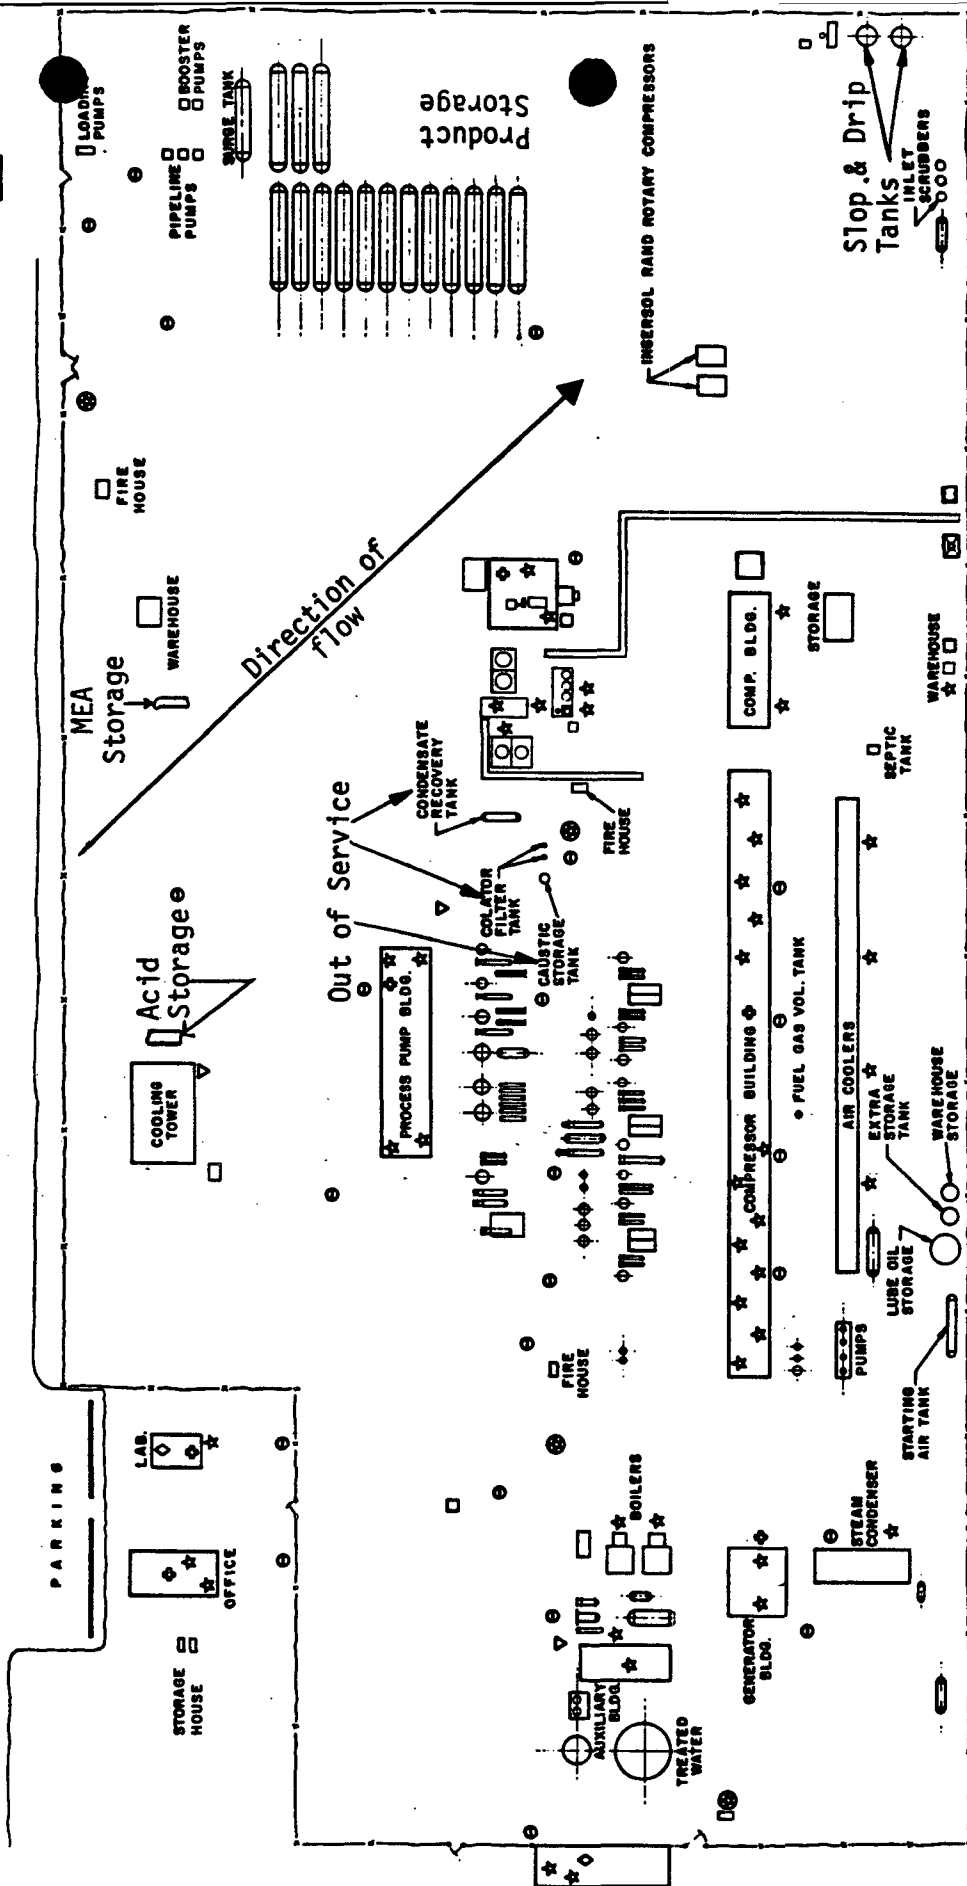 LOADING
PUMPS
BOOSTER
PUMPS
PIPELINE
PUMPS
SURGE TANK
Product
Storage
INGERSOL RAND ROTARY COMPRESSORS
Slop & Drip
Tanks
INLET
SCRUBBERS
FIRE
HOUSE
WAREHOUSE
MEA
Storage
Direction of
flow
Out of Service
CONDENSATE
RECOVERY
TANK
COLATOR
FILTER
TANK
CAUSTIC
STORAGE
TANK
FIRE
HOUSE
COMP. BLDG.
STORAGE
WAREHOUSE
SEPTIC
TANK
Acid
Storage
COOLING
TOWER
PROCESS PUMP BLDG.
COMPRESSOR BUILDING
FUEL GAS VOL. TANK
AIR COOLERS
EXTRA
STORAGE
TANK
WAREHOUSE
STORAGE
LUBE OIL
STORAGE
PUMPS
STARTING
AIR TANK
FIRE
HOUSE
PARKING
LAB.
OFFICE
STORAGE
HOUSE
BOILERS
STEAM
CONDENSER
GENERATOR
BLDG.
AUXILIARY
BLDG.
TREATED
WATER